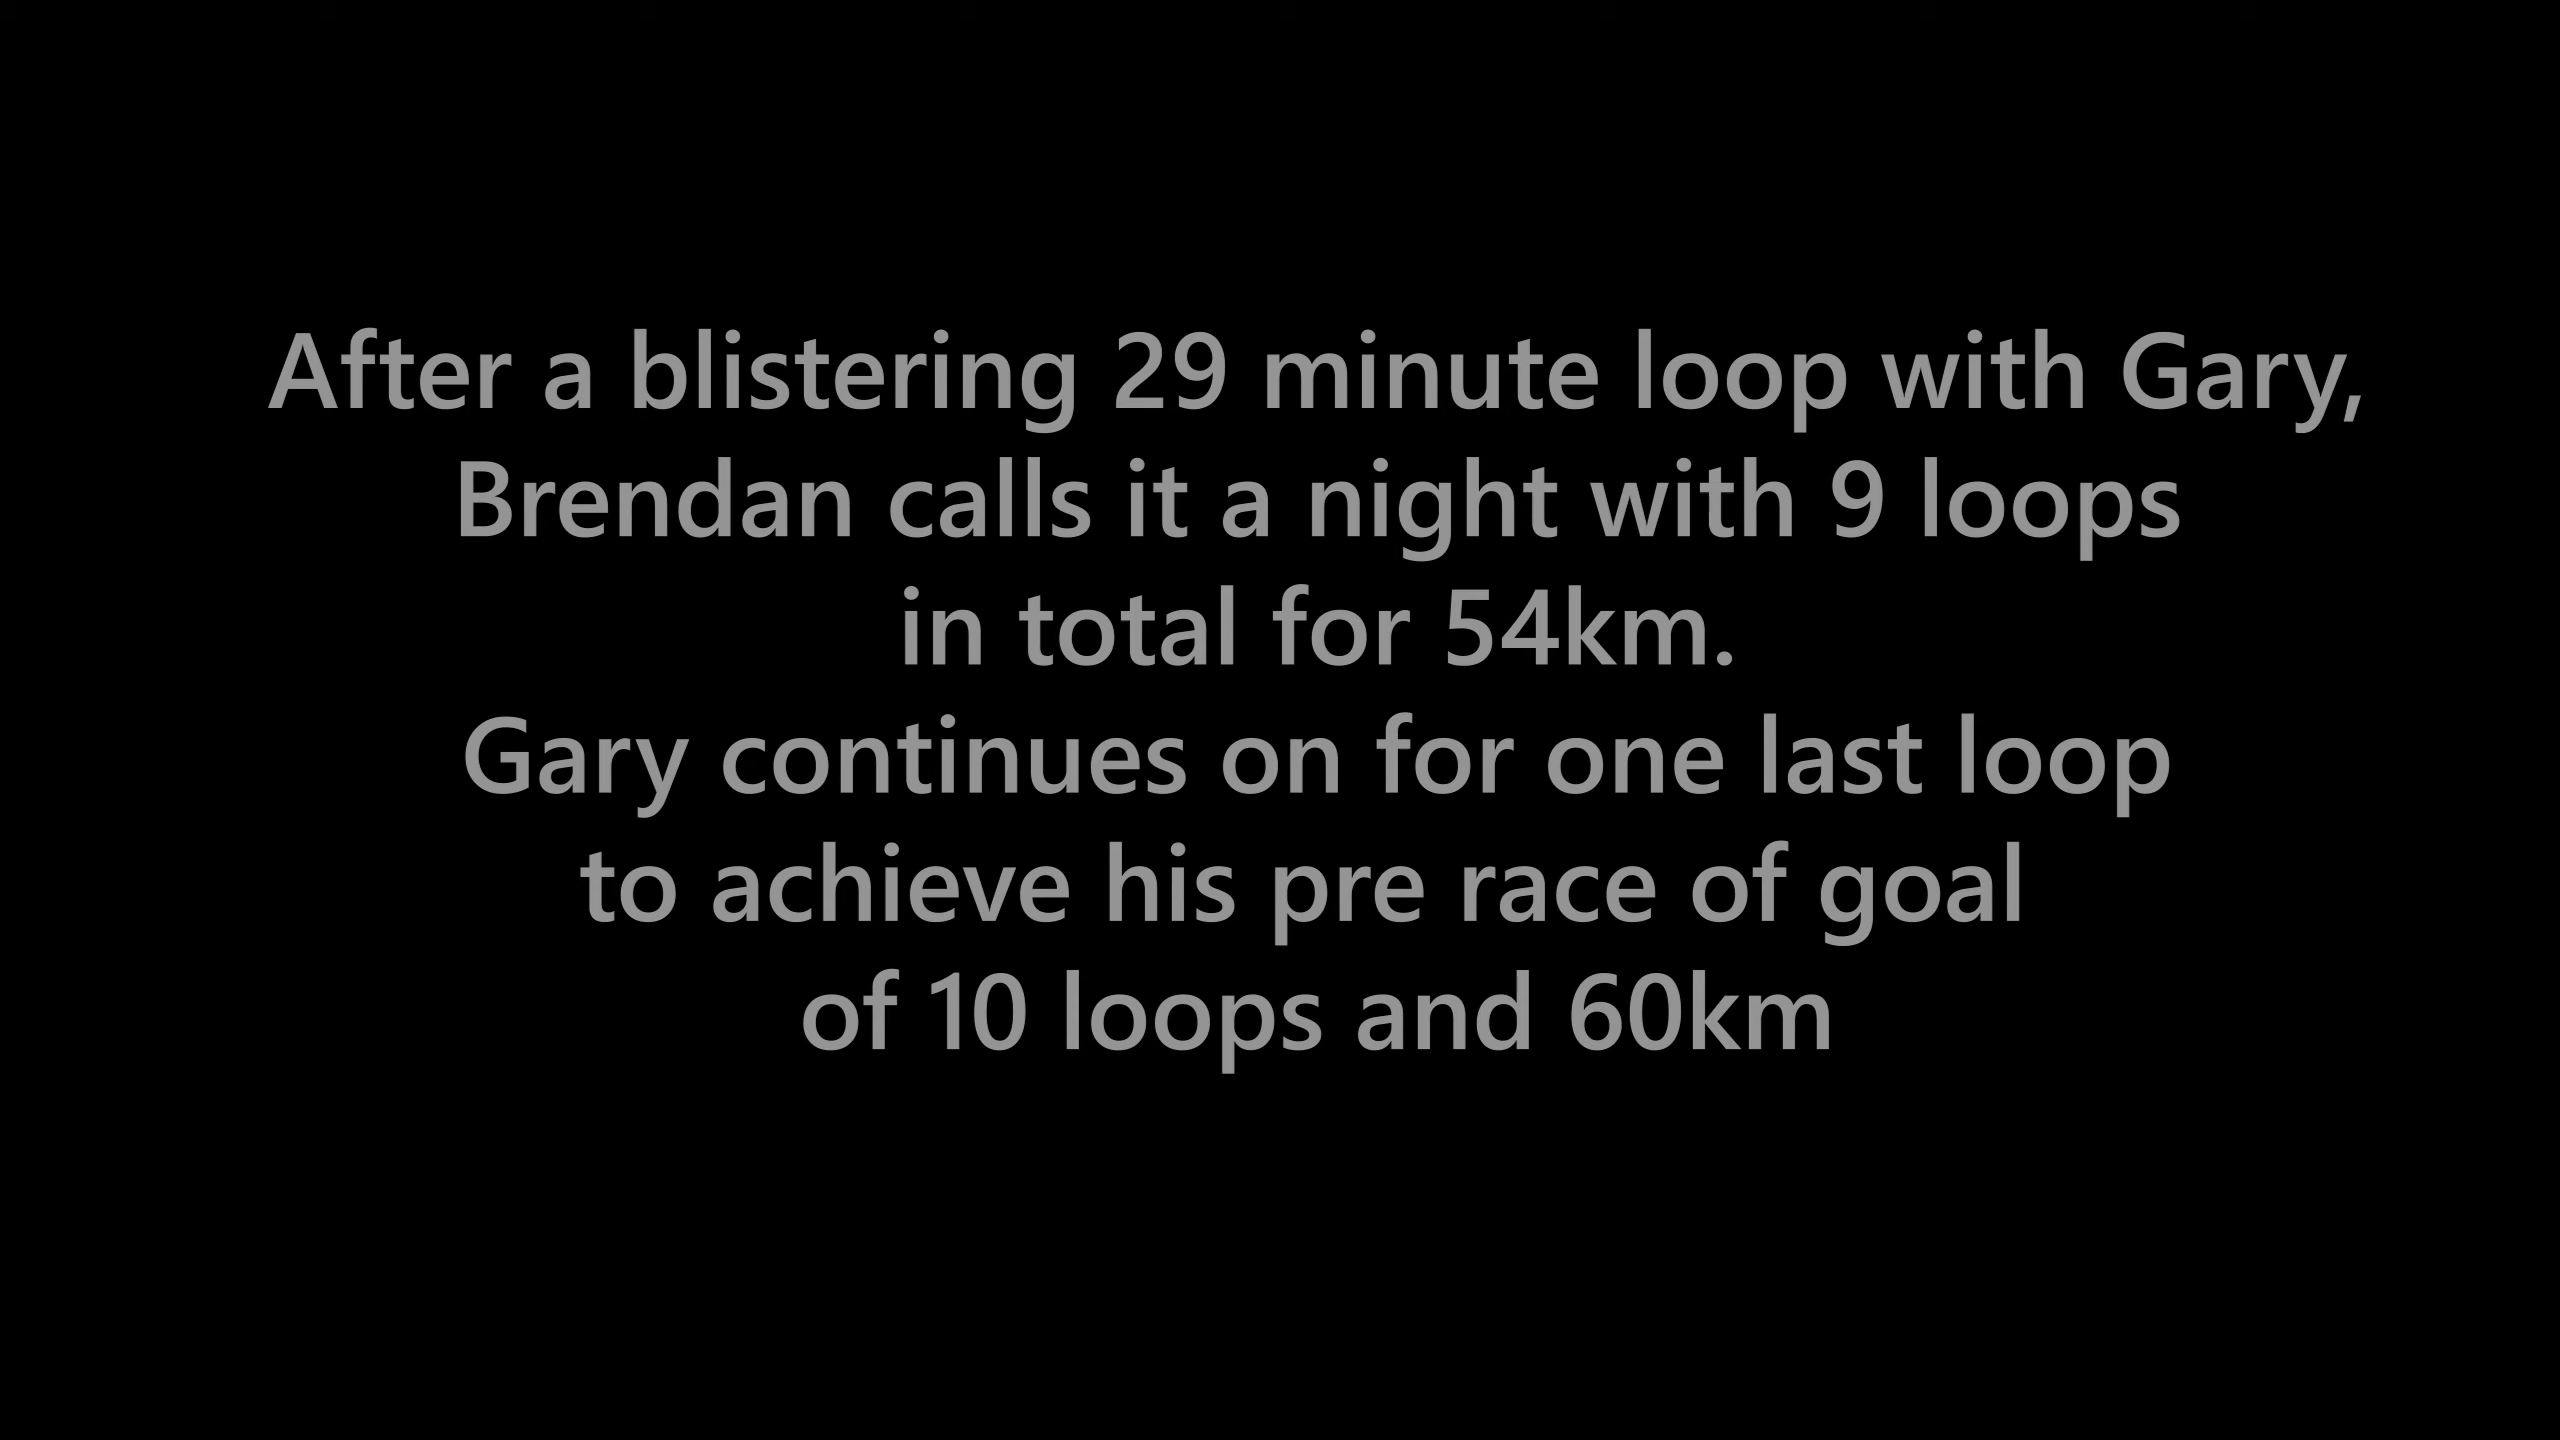 After a blistering 29 minute loop with Gary,
Brendan calls it a night with 9 loops
in total for 54km.
Gary continues on for one last loop
to achieve his pre race of goal
of 10 loops and 60km